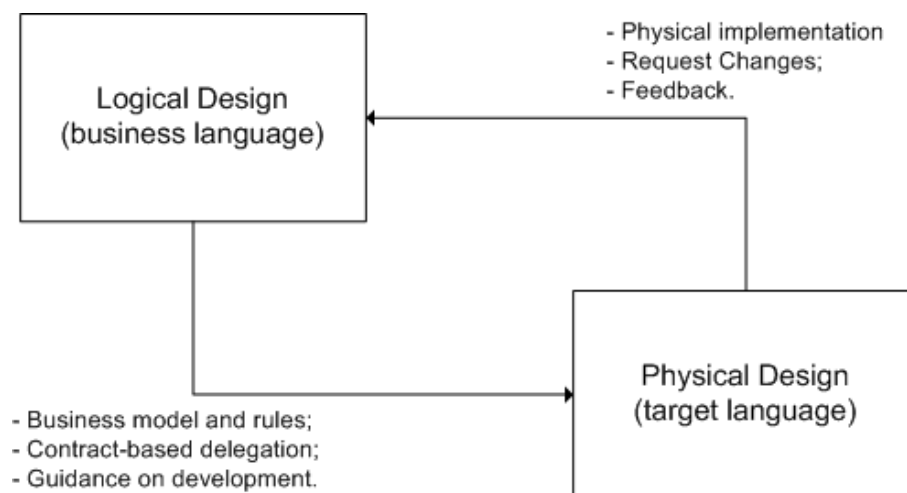 - Physical implementation
- Request Changes;
- Feedback.
Logical Design
(business language)
Physical Design
(target language)
- Business model and rules;
- Contract-based delegation;
- Guidance on development.